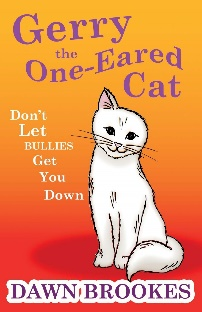 Gerry
the
One-Eared
Cat
Don't
Let
BULLIES
Get
You
Down
DAWN BROOKES